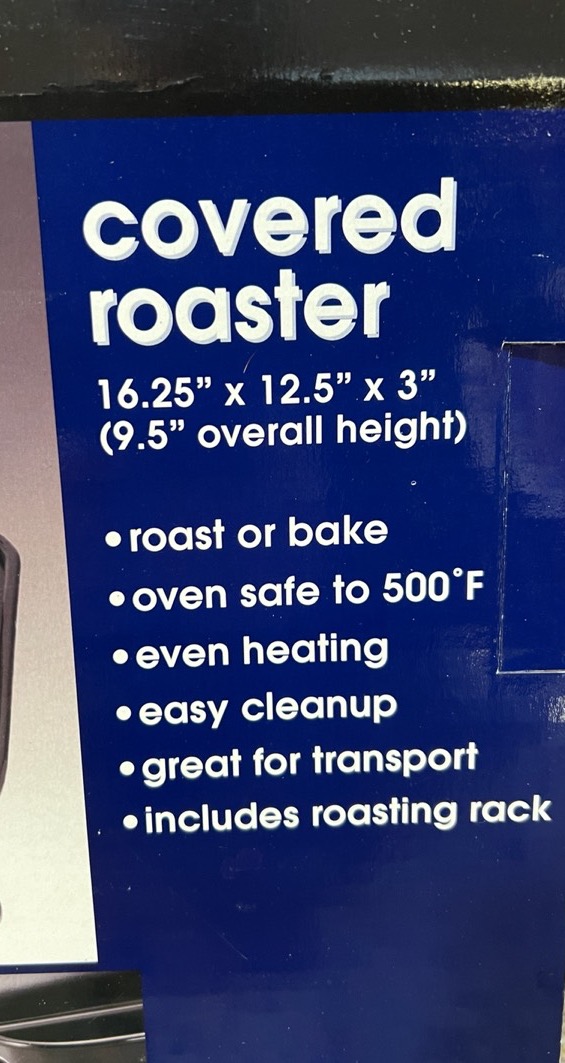 covered
roaster
16.25” x 12.5” x 3”
(9.5” overall height)
• roast or bake
• oven safe to 500°F
• even heating
• easy cleanup
• great for transport
• includes roasting rack